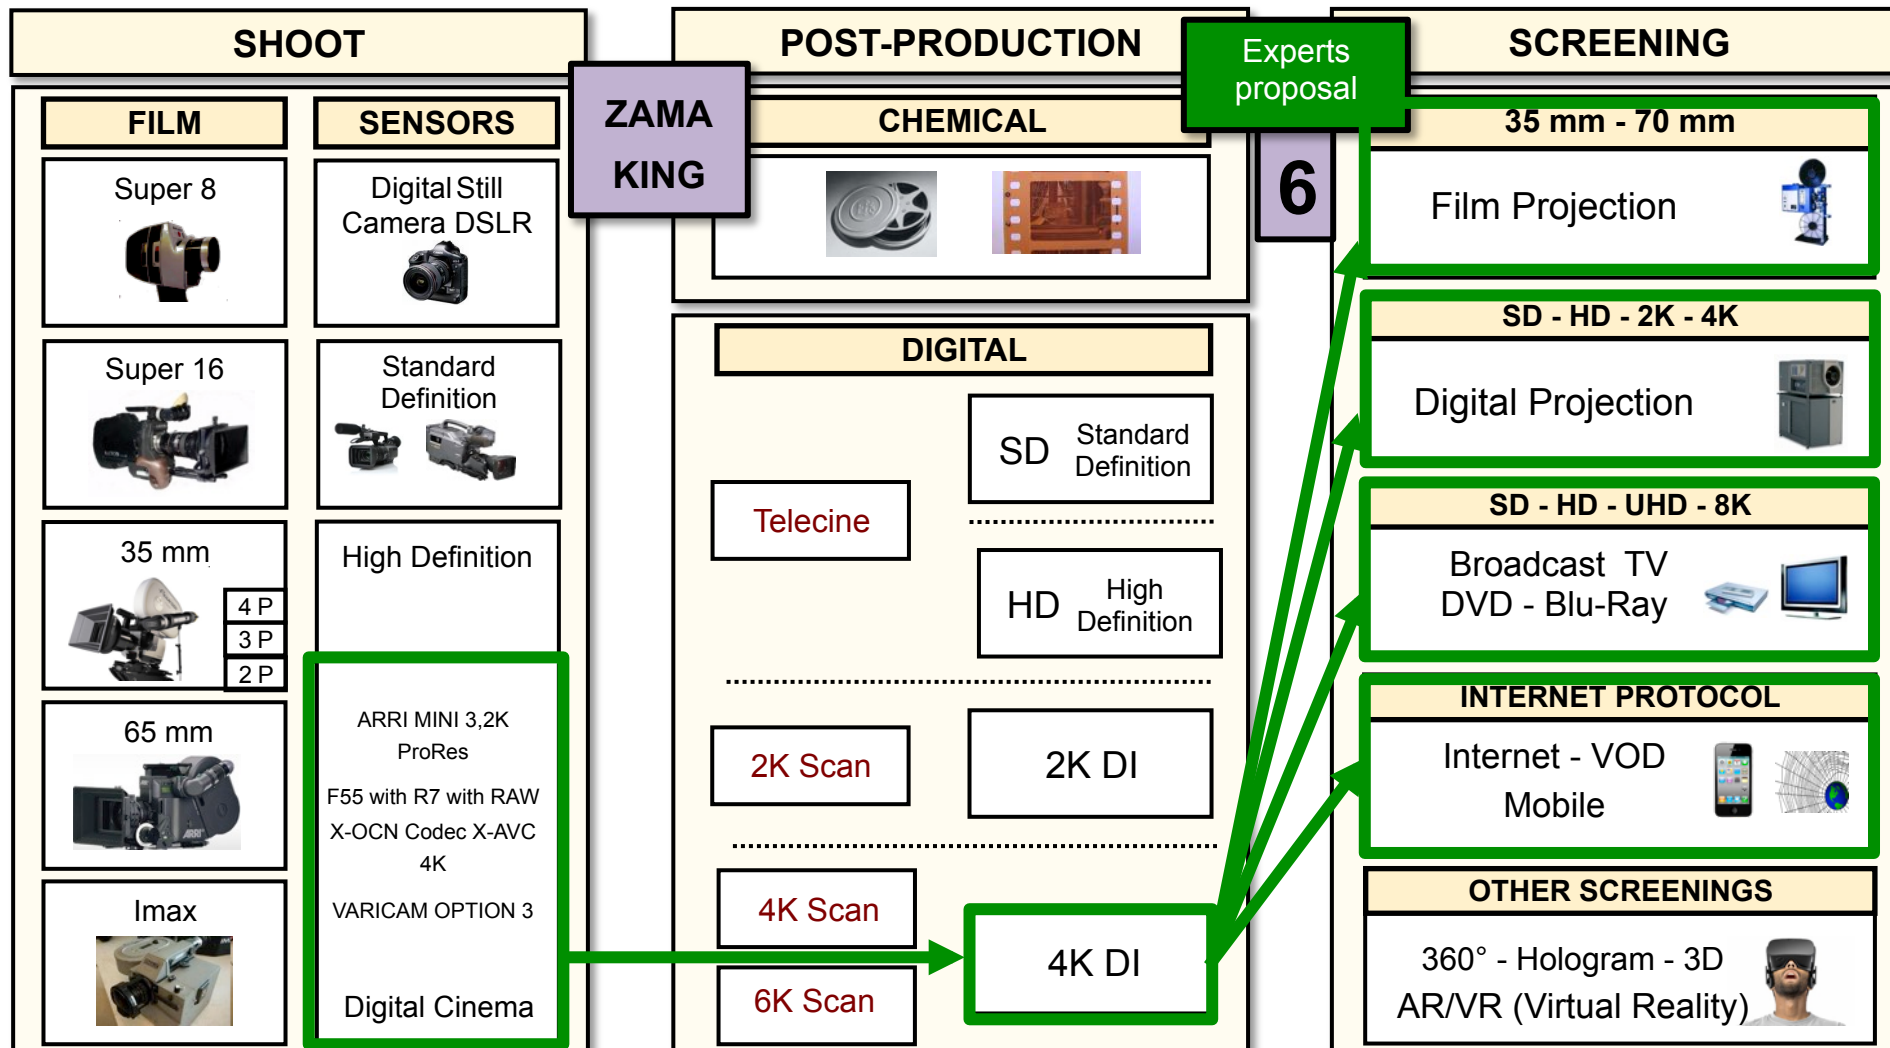 SHOOT
POST-PRODUCTION
Experts
proposal
SCREENING
ZAMA
KING
6
FILM
SENSORS
Super 8
Digital Still
Camera DSLR
Super 16
Standard
Definition
35 mm
4 P
3 P
2 P
High Definition
65 mm
ARRI MINI 3,2K
ProRes
F55 with R7 with RAW
X-OCN Codec X-AVC
4K
VARICAM OPTION 3
Digital Cinema
Imax
CHEMICAL
DIGITAL
SD
Standard
Definition
Telecine
HD
High
Definition
2K Scan
2K DI
4K Scan
6K Scan
4K DI
35 mm - 70 mm
Film Projection
SD - HD - 2K - 4K
Digital Projection
SD - HD - UHD - 8K
Broadcast TV
DVD - Blu-Ray
INTERNET PROTOCOL
Internet - VOD
Mobile
OTHER SCREENINGS
360° - Hologram - 3D
AR/VR (Virtual Reality)